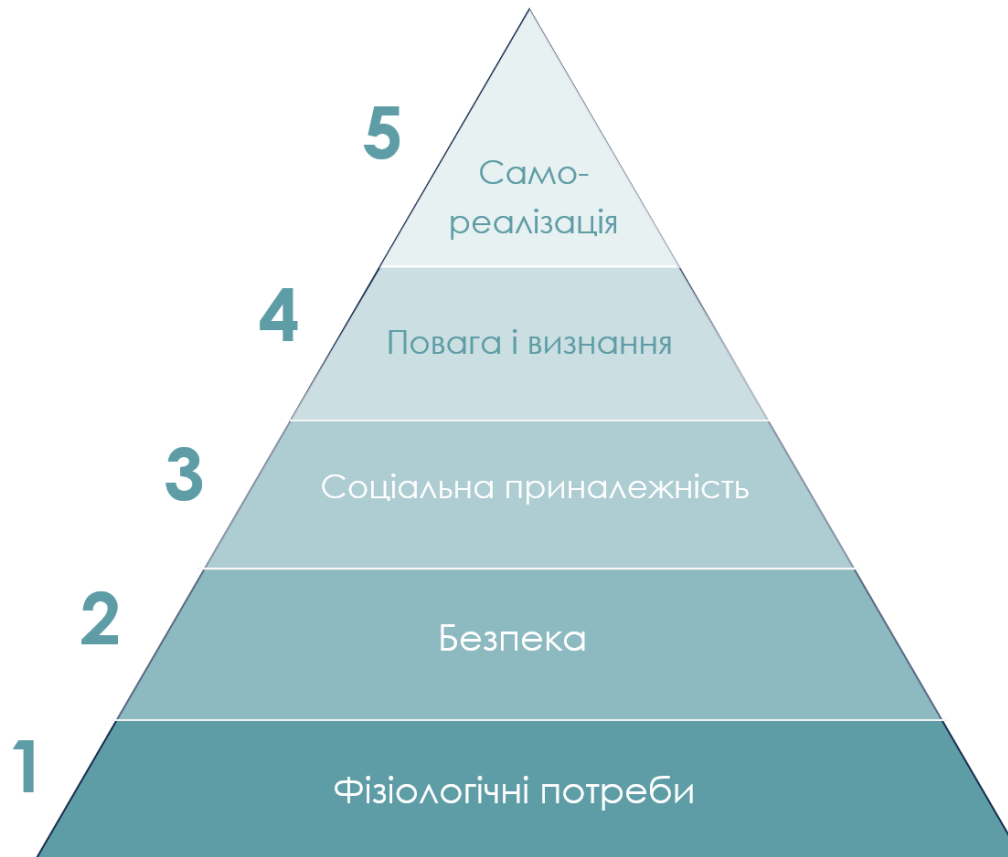 5
Само-
реалізація
4
Повага і визнання
3
Соціальна приналежність
2
Безпека
1
Фізіологічні потреби